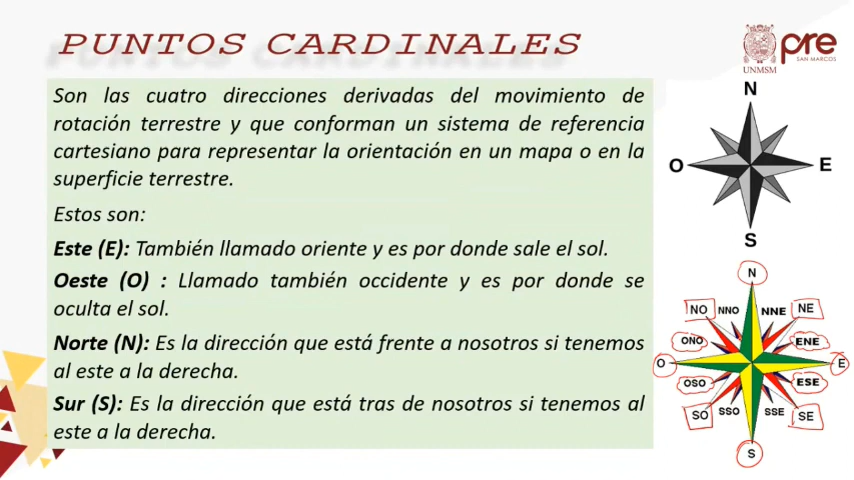 PUNTOS CARDINALES
UNMSM
pre
SAN MARCOS
Son las cuatro direcciones derivadas del movimiento de
rotación terrestre y que conforman un sistema de referencia
cartesiano para representar la orientación en un mapa o en la
superficie terrestre.
Estos son:
Este (E): También llamado oriente y es por donde sale el sol.
Oeste (O) : Llamado también occidente y es por donde se
oculta el sol.
Norte (N): Es la dirección que está frente a nosotros si tenemos
al este a la derecha.
Sur (S): Es la dirección que está tras de nosotros si tenemos al
este a la derecha.
N
O E
S
N
NO NNO NNE NE
ONO ENE
O E
OSO ESE
SO SSO SSE SE
S